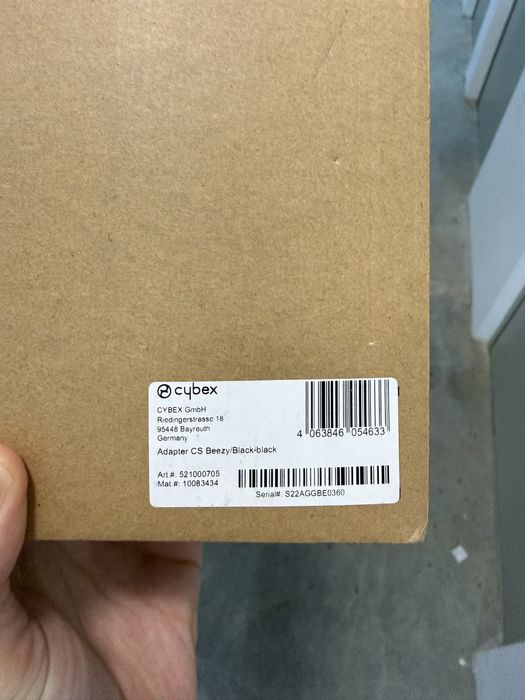 cybex
CYBEX GmbH
Riedingerstrasse 18
95448 Bayreuth
Germany
4 063846 054633
Adapter CS Beezy/Black-black
Art.#: 521000705
Mat.#: 10083434
Serial#: S22AGGBE0360